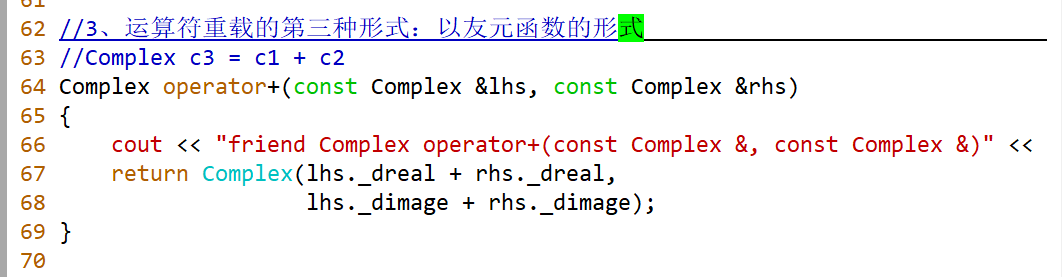 61
62 //3、运算符重载的第三种形式：以友元函数的形式
63 //Complex c3 = c1 + c2
64 Complex operator+(const Complex &lhs, const Complex &rhs)
65 {
66     cout << "friend Complex operator+(const Complex &, const Complex &)" <<
67     return Complex(lhs._dreal + rhs._dreal,
68                    lhs._dimage + rhs._dimage);
69 }
70